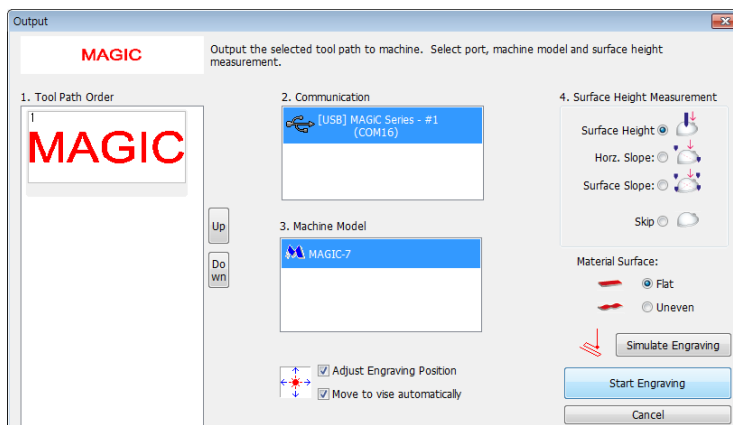 Output
MAGIC
Output the selected tool path to machine. Select port, machine model and surface height
measurement.
1. Tool Path Order
1
MAGIC
Up
Do
wn
2. Communication
[USB] MAGiC Series - #1
(COM16)
3. Machine Model
MAGIC-7
Adjust Engraving Position
Move to vise automatically
4. Surface Height Measurement
Surface Height
Horz. Slope:
Surface Slope:
Skip
Material Surface:
Flat
Uneven
Simulate Engraving
Start Engraving
Cancel